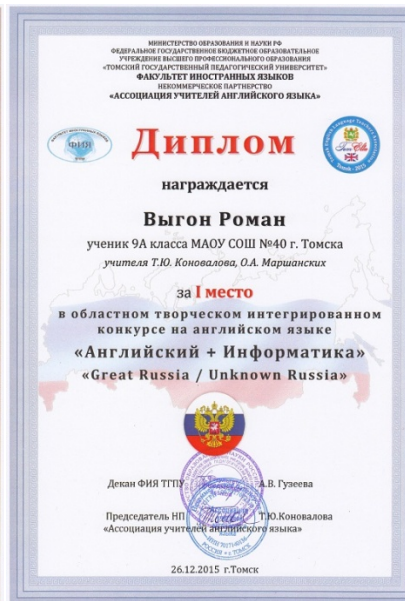 МИНИСТЕРСТВО ОБРАЗОВАНИЯ И НАУКИ РФ
ФЕДЕРАЛЬНОЕ ГОСУДАРСТВЕННОЕ БЮДЖЕТНОЕ ОБРАЗОВАТЕЛЬНОЕ
УЧРЕЖДЕНИЕ ВЫСШЕГО ПРОФЕССИОНАЛЬНОГО ОБРАЗОВАНИЯ
«ТОМСКИЙ ГОСУДАРСТВЕННЫЙ ПЕДАГОГИЧЕСКИЙ УНИВЕРСИТЕТ»
ФАКУЛЬТЕТ ИНОСТРАННЫХ ЯЗЫКОВ
НЕКОММЕРЧЕСКОЕ ПАРТНЕРСТВО
«АССОЦИАЦИЯ УЧИТЕЛЕЙ АНГЛИЙСКОГО ЯЗЫКА»
ФИЯ
Диплом
награждается
Выгон Роман
ученик 9А класса МАОУ СОШ №40 г. Томска
учителя Т.Ю. Коновалова, О.А. Маршанских
за I место
в областном творческом интегрированном
конкурсе на английском языке
«Английский + Информатика»
«Great Russia / Unknown Russia»
Декан ФИЯ ТГПУ А.В. Гузеева
Председатель НП Т.Ю.Коновалова
«Ассоциация учителей английского языка»
26.12.2015 г.Томск